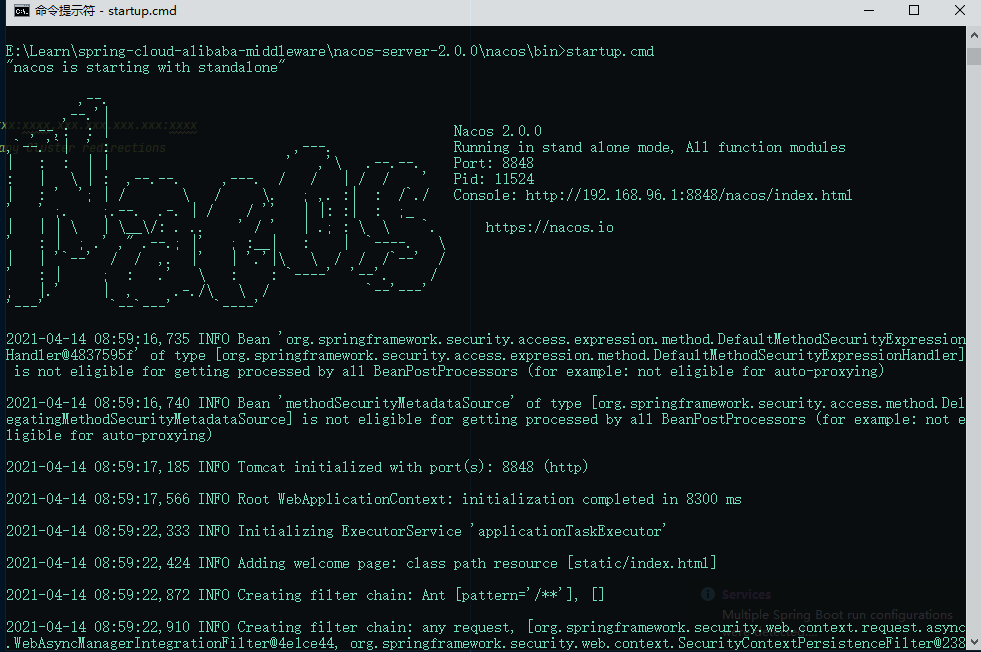 命令提示符 - startup.cmd
E:\Learn\spring-cloud-alibaba-middleware\nacos-server-2.0.0\nacos\bin>startup.cmd
"nacos is starting with standalone"
Nacos 2.0.0
Running in stand alone mode, All function modules
Port: 8848
Pid: 11524
Console: http://192.168.96.1:8848/nacos/index.html
https://nacos.io
2021-04-14 08:59:16,735 INFO Bean 'org.springframework.security.access.expression.method.DefaultMethodSecurityExpression
Handler@4837595f' of type [org.springframework.security.access.expression.method.DefaultMethodSecurityExpressionHandler]
is not eligible for getting processed by all BeanPostProcessors (for example: not eligible for auto-proxying)
2021-04-14 08:59:16,740 INFO Bean 'methodSecurityMetadataSource' of type [org.springframework.security.access.method.Del
egatingMethodSecurityMetadataSource] is not eligible for getting processed by all BeanPostProcessors (for example: not e
ligible for auto-proxying)
2021-04-14 08:59:17,185 INFO Tomcat initialized with port(s): 8848 (http)
2021-04-14 08:59:17,566 INFO Root WebApplicationContext: initialization completed in 8300 ms
2021-04-14 08:59:22,333 INFO Initializing ExecutorService 'applicationTaskExecutor'
2021-04-14 08:59:22,424 INFO Adding welcome page: class path resource [static/index.html]
2021-04-14 08:59:22,872 INFO Creating filter chain: Ant [pattern='/**'], []
Services
Multiple Spring Boot run configurations
2021-04-14 08:59:22,910 INFO Creating filter chain: any request, [org.springframework.security.web.context.request.async
.WebAsyncManagerIntegrationFilter@4e1ce44, org.springframework.security.web.context.SecurityContextPersistenceFilter@238